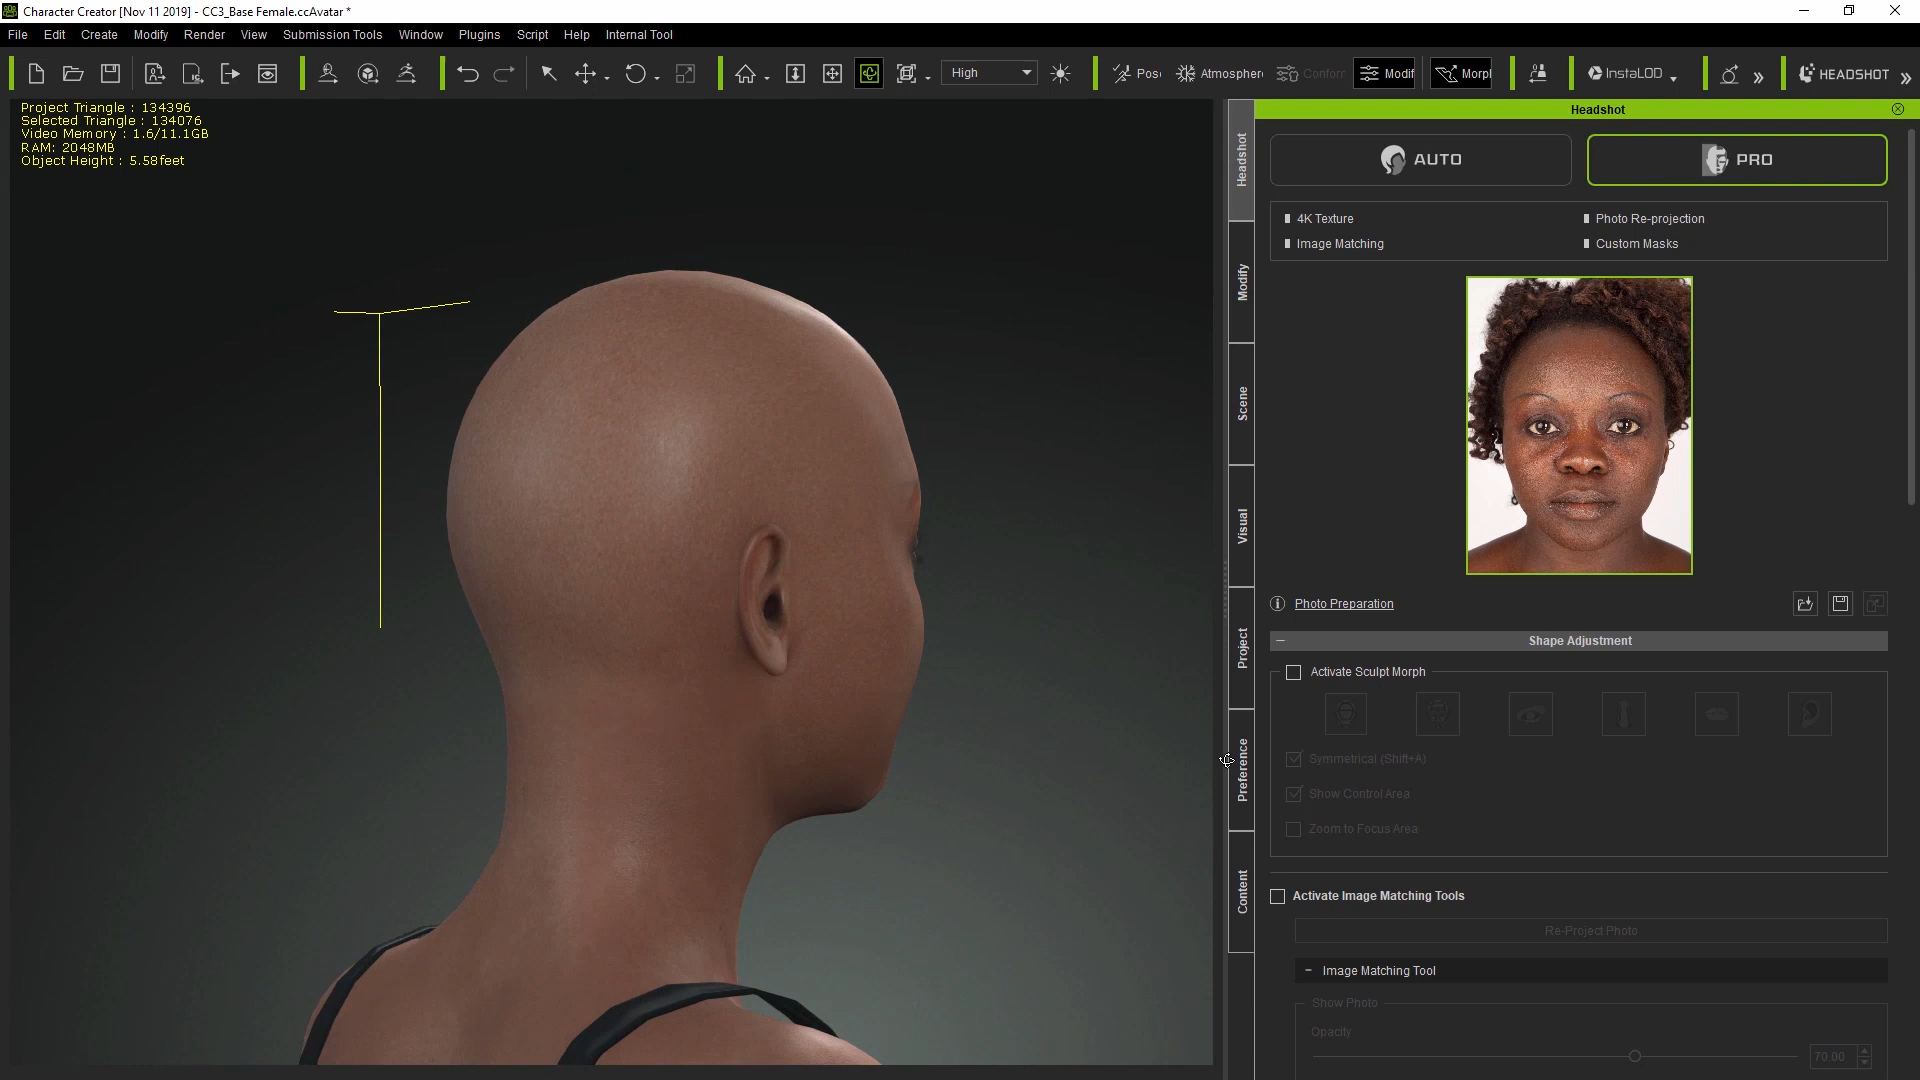 Character Creator [Nov 11 2019] - CC3_Base Female.ccAvatar *
File Edit Create Modify Render View Submission Tools Window Plugins Script Help Internal Tool
High Pos Atmospher Conform Modif Morpl InstaLOD HEADSHOT
Project Triangle : 134396
Selected Triangle : 134076
Video Memory : 1.6/11.1GB
RAM: 2048MB
Object Height : 5.58feet
Headshot
Modify
Scene
Visual
Project
Preference
Content
Headshot
AUTO PRO
4K Texture Photo Re-projection
Image Matching Custom Masks
Photo Preparation
Shape Adjustment
Activate Sculpt Morph
Symmetrical (Shift+A)
Show Control Area
Zoom to Focus Area
Activate Image Matching Tools
Re-Project Photo
Image Matching Tool
Show Photo
Opacity
70.00